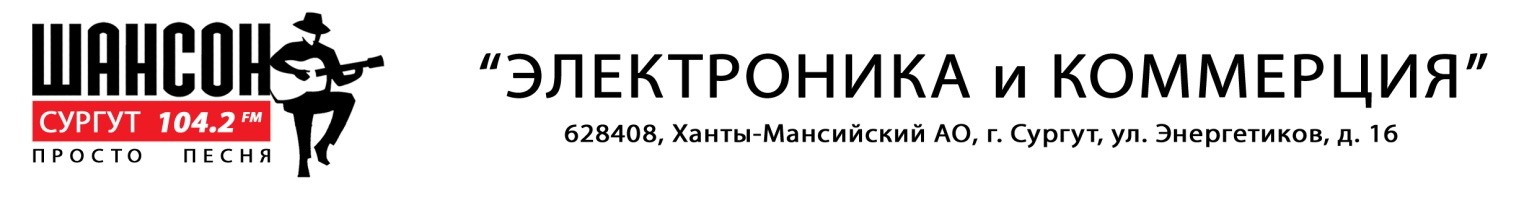 ШАНСОН
СУРГУТ 104.2 FM
ПРОСТО ПЕСНЯ
“ЭЛЕКТРОНИКА и КОММЕРЦИЯ”
628408, Ханты-Мансийский АО, г. Сургут, ул. Энергетиков, д. 16